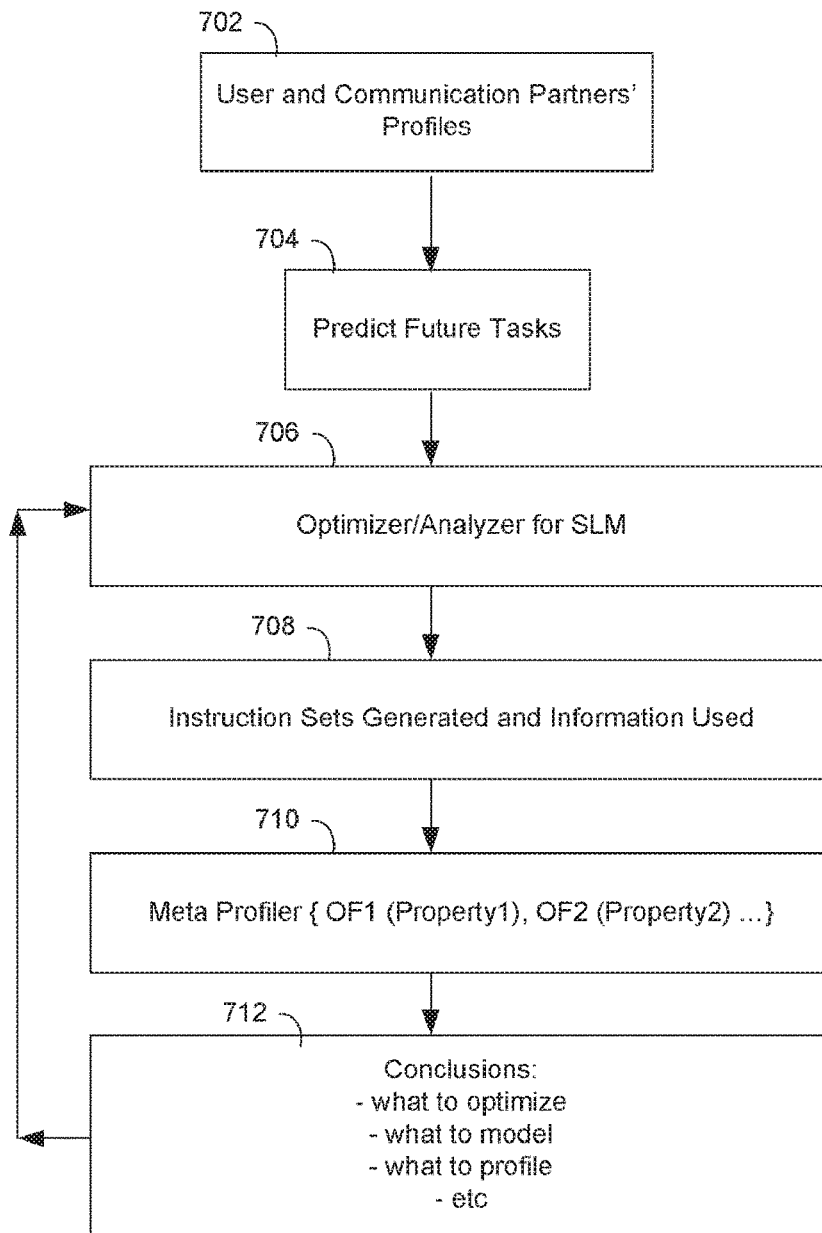 702
User and Communication Partners'
Profiles
704
Predict Future Tasks
706
Optimizer/Analyzer for SLM
708
Instruction Sets Generated and Information Used
710
Meta Profiler { OF1 (Property1), OF2 (Property2) ...}
712
Conclusions:
- what to optimize
- what to model
- what to profile
- etc